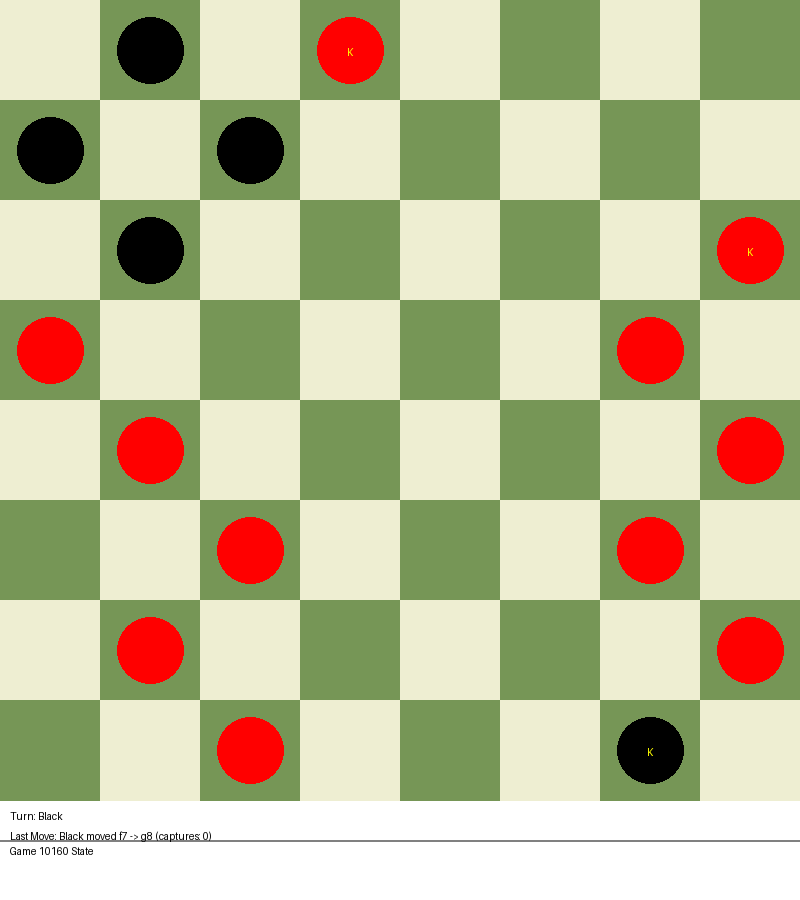 K
K
K
Turn: Black
Last Move: Black moved f7 -> g8 (captures: 0)
Game 10160 State